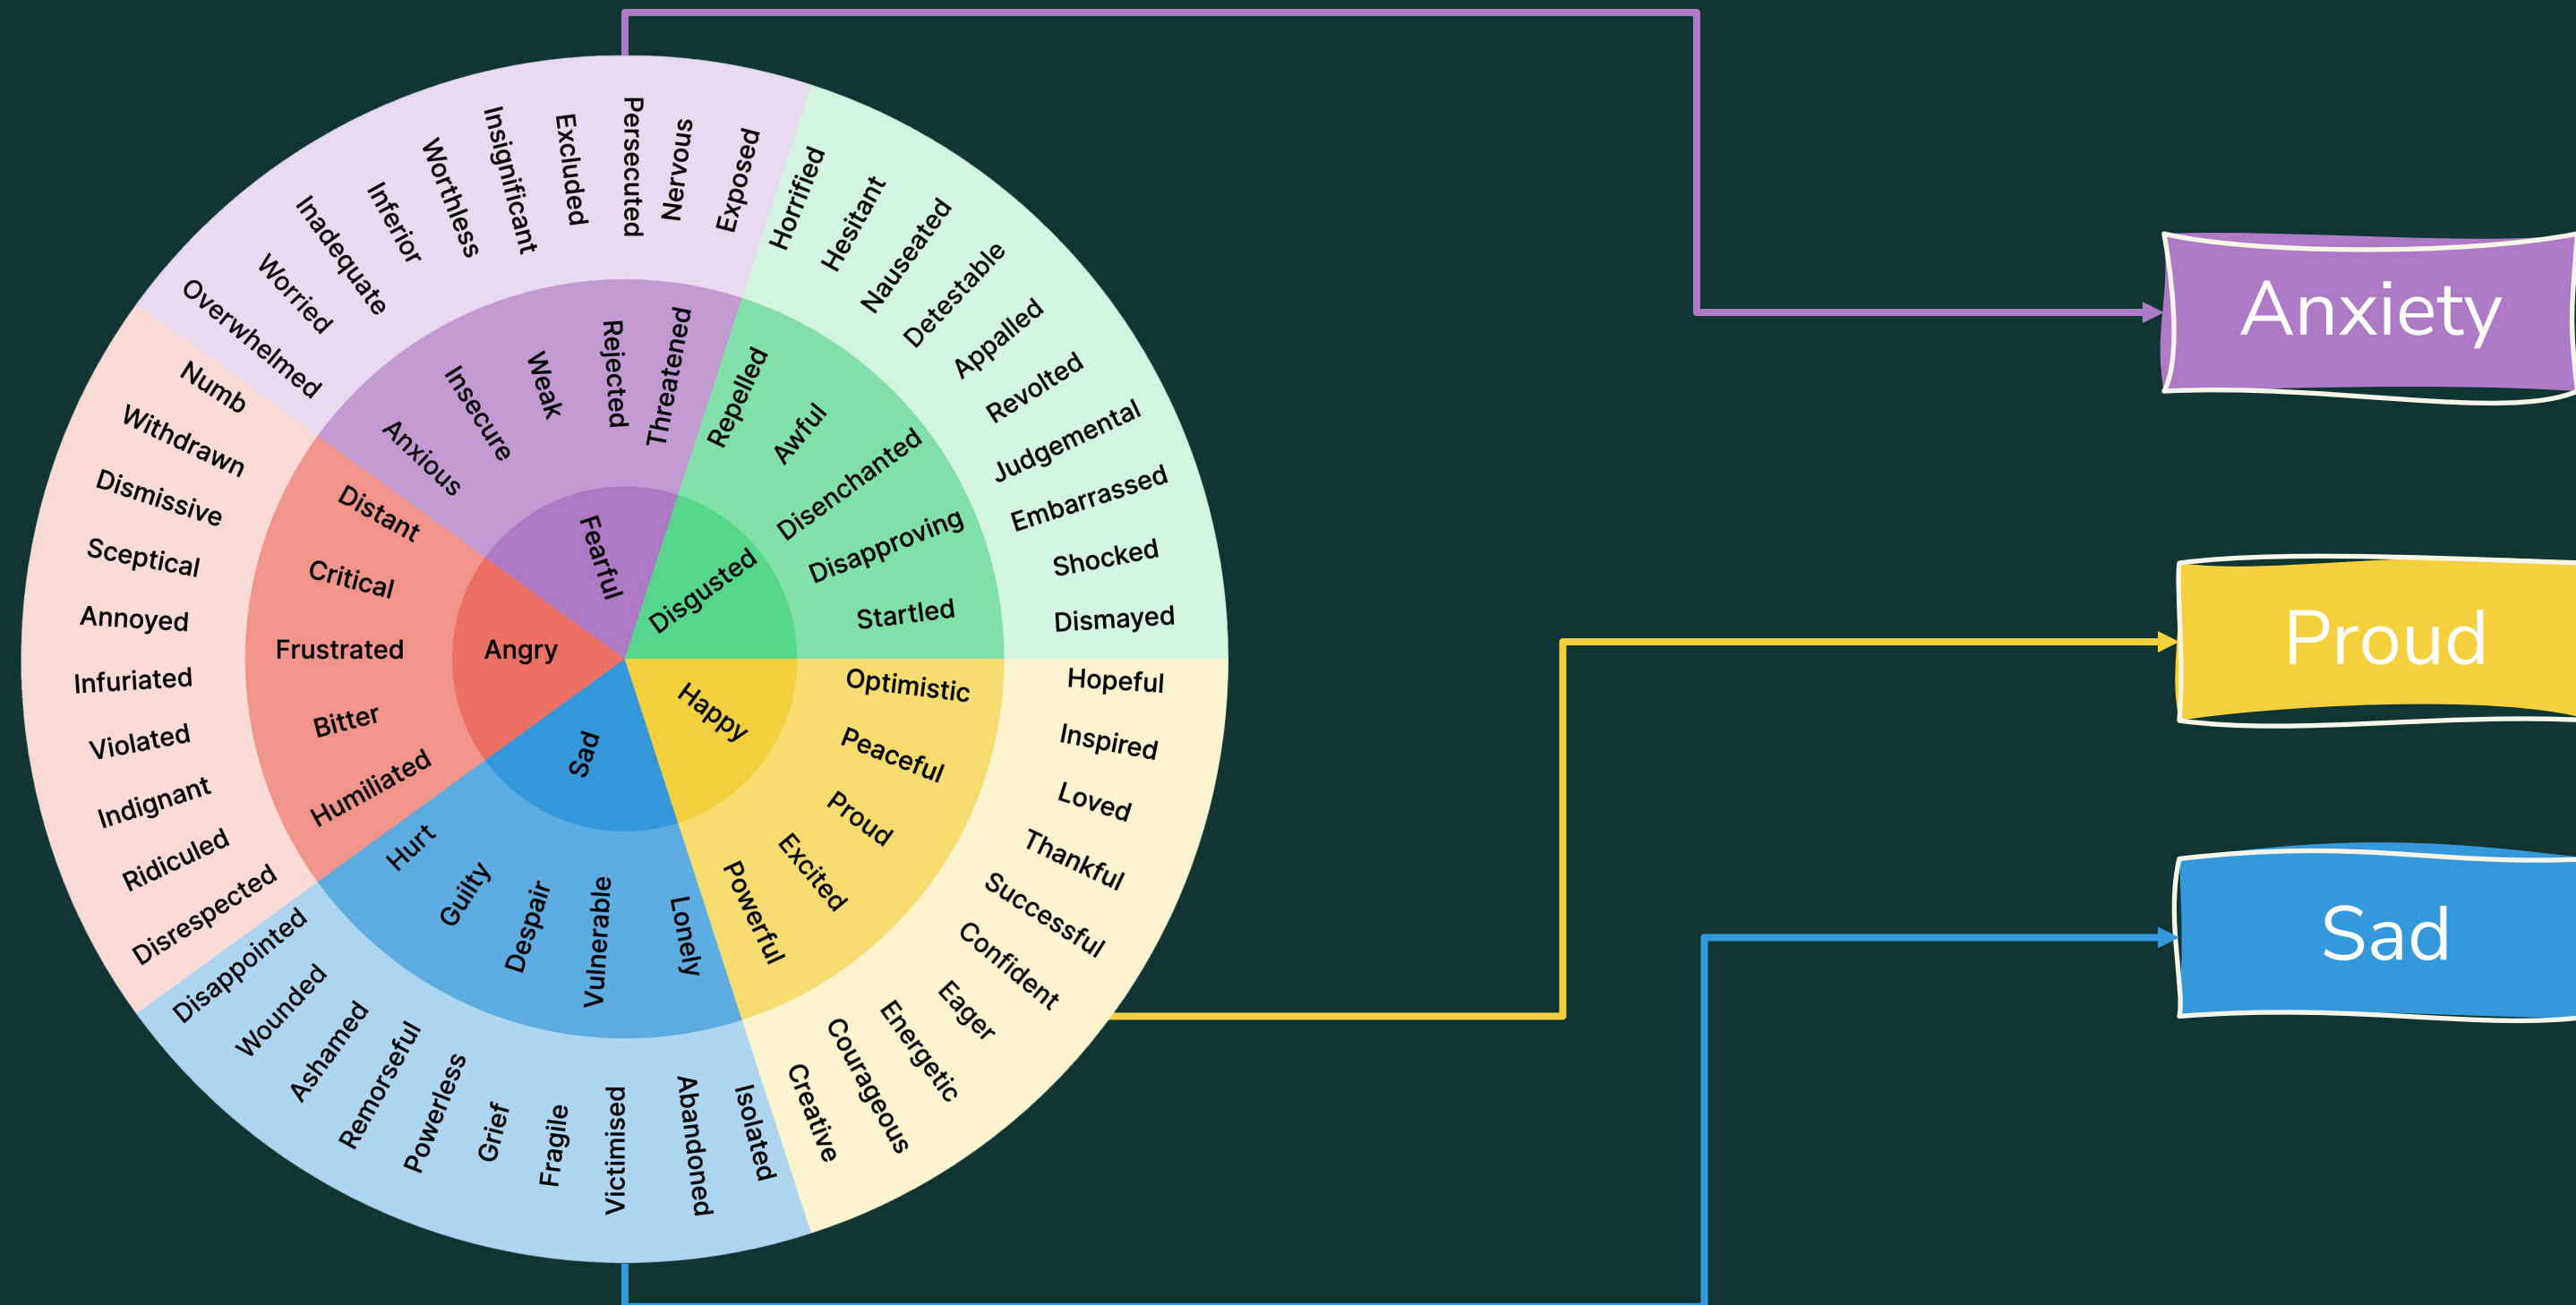 Fearful
Anxious
Insecure
Weak
Rejected
Threatened
Overwhelmed
Worried
Inadequate
Inferior
Worthless
Insignificant
Excluded
Persecuted
Nervous
Exposed
Disgusted
Repelled
Awful
Disenchanted
Disapproving
Startled
Horrified
Hesitant
Nauseated
Detestable
Appalled
Revolted
Judgemental
Embarrassed
Shocked
Dismayed
Happy
Optimistic
Peaceful
Proud
Excited
Powerful
Hopeful
Inspired
Loved
Thankful
Successful
Confident
Eager
Energetic
Courageous
Creative
Sad
Lonely
Vulnerable
Despair
Guilty
Hurt
Isolated
Abandoned
Victimised
Fragile
Grief
Powerless
Remorseful
Ashamed
Wounded
Disappointed
Angry
Humiliated
Bitter
Frustrated
Critical
Distant
Disrespected
Ridiculed
Indignant
Violated
Infuriated
Annoyed
Sceptical
Dismissive
Withdrawn
Numb
Anxiety
Proud
Sad